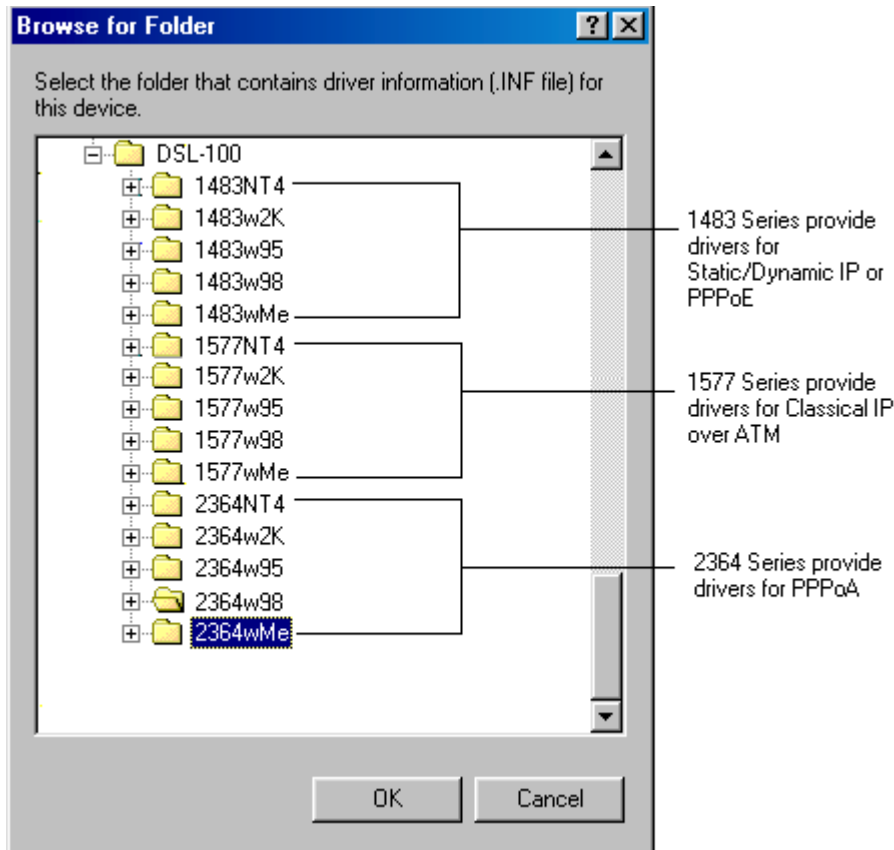 Browse for Folder
Select the folder that contains driver information (.INF file) for
this device.
DSL-100
1483NT4
1483w2K
1483w95
1483w98
1483wMe
1577NT4
1577w2K
1577w95
1577w98
1577wMe
2364NT4
2364w2K
2364w95
2364w98
2364wMe
1483 Series provide
drivers for
Static/Dynamic IP or
PPPoE
1577 Series provide
drivers for Classical IP
over ATM
2364 Series provide
drivers for PPPoA
OK
Cancel